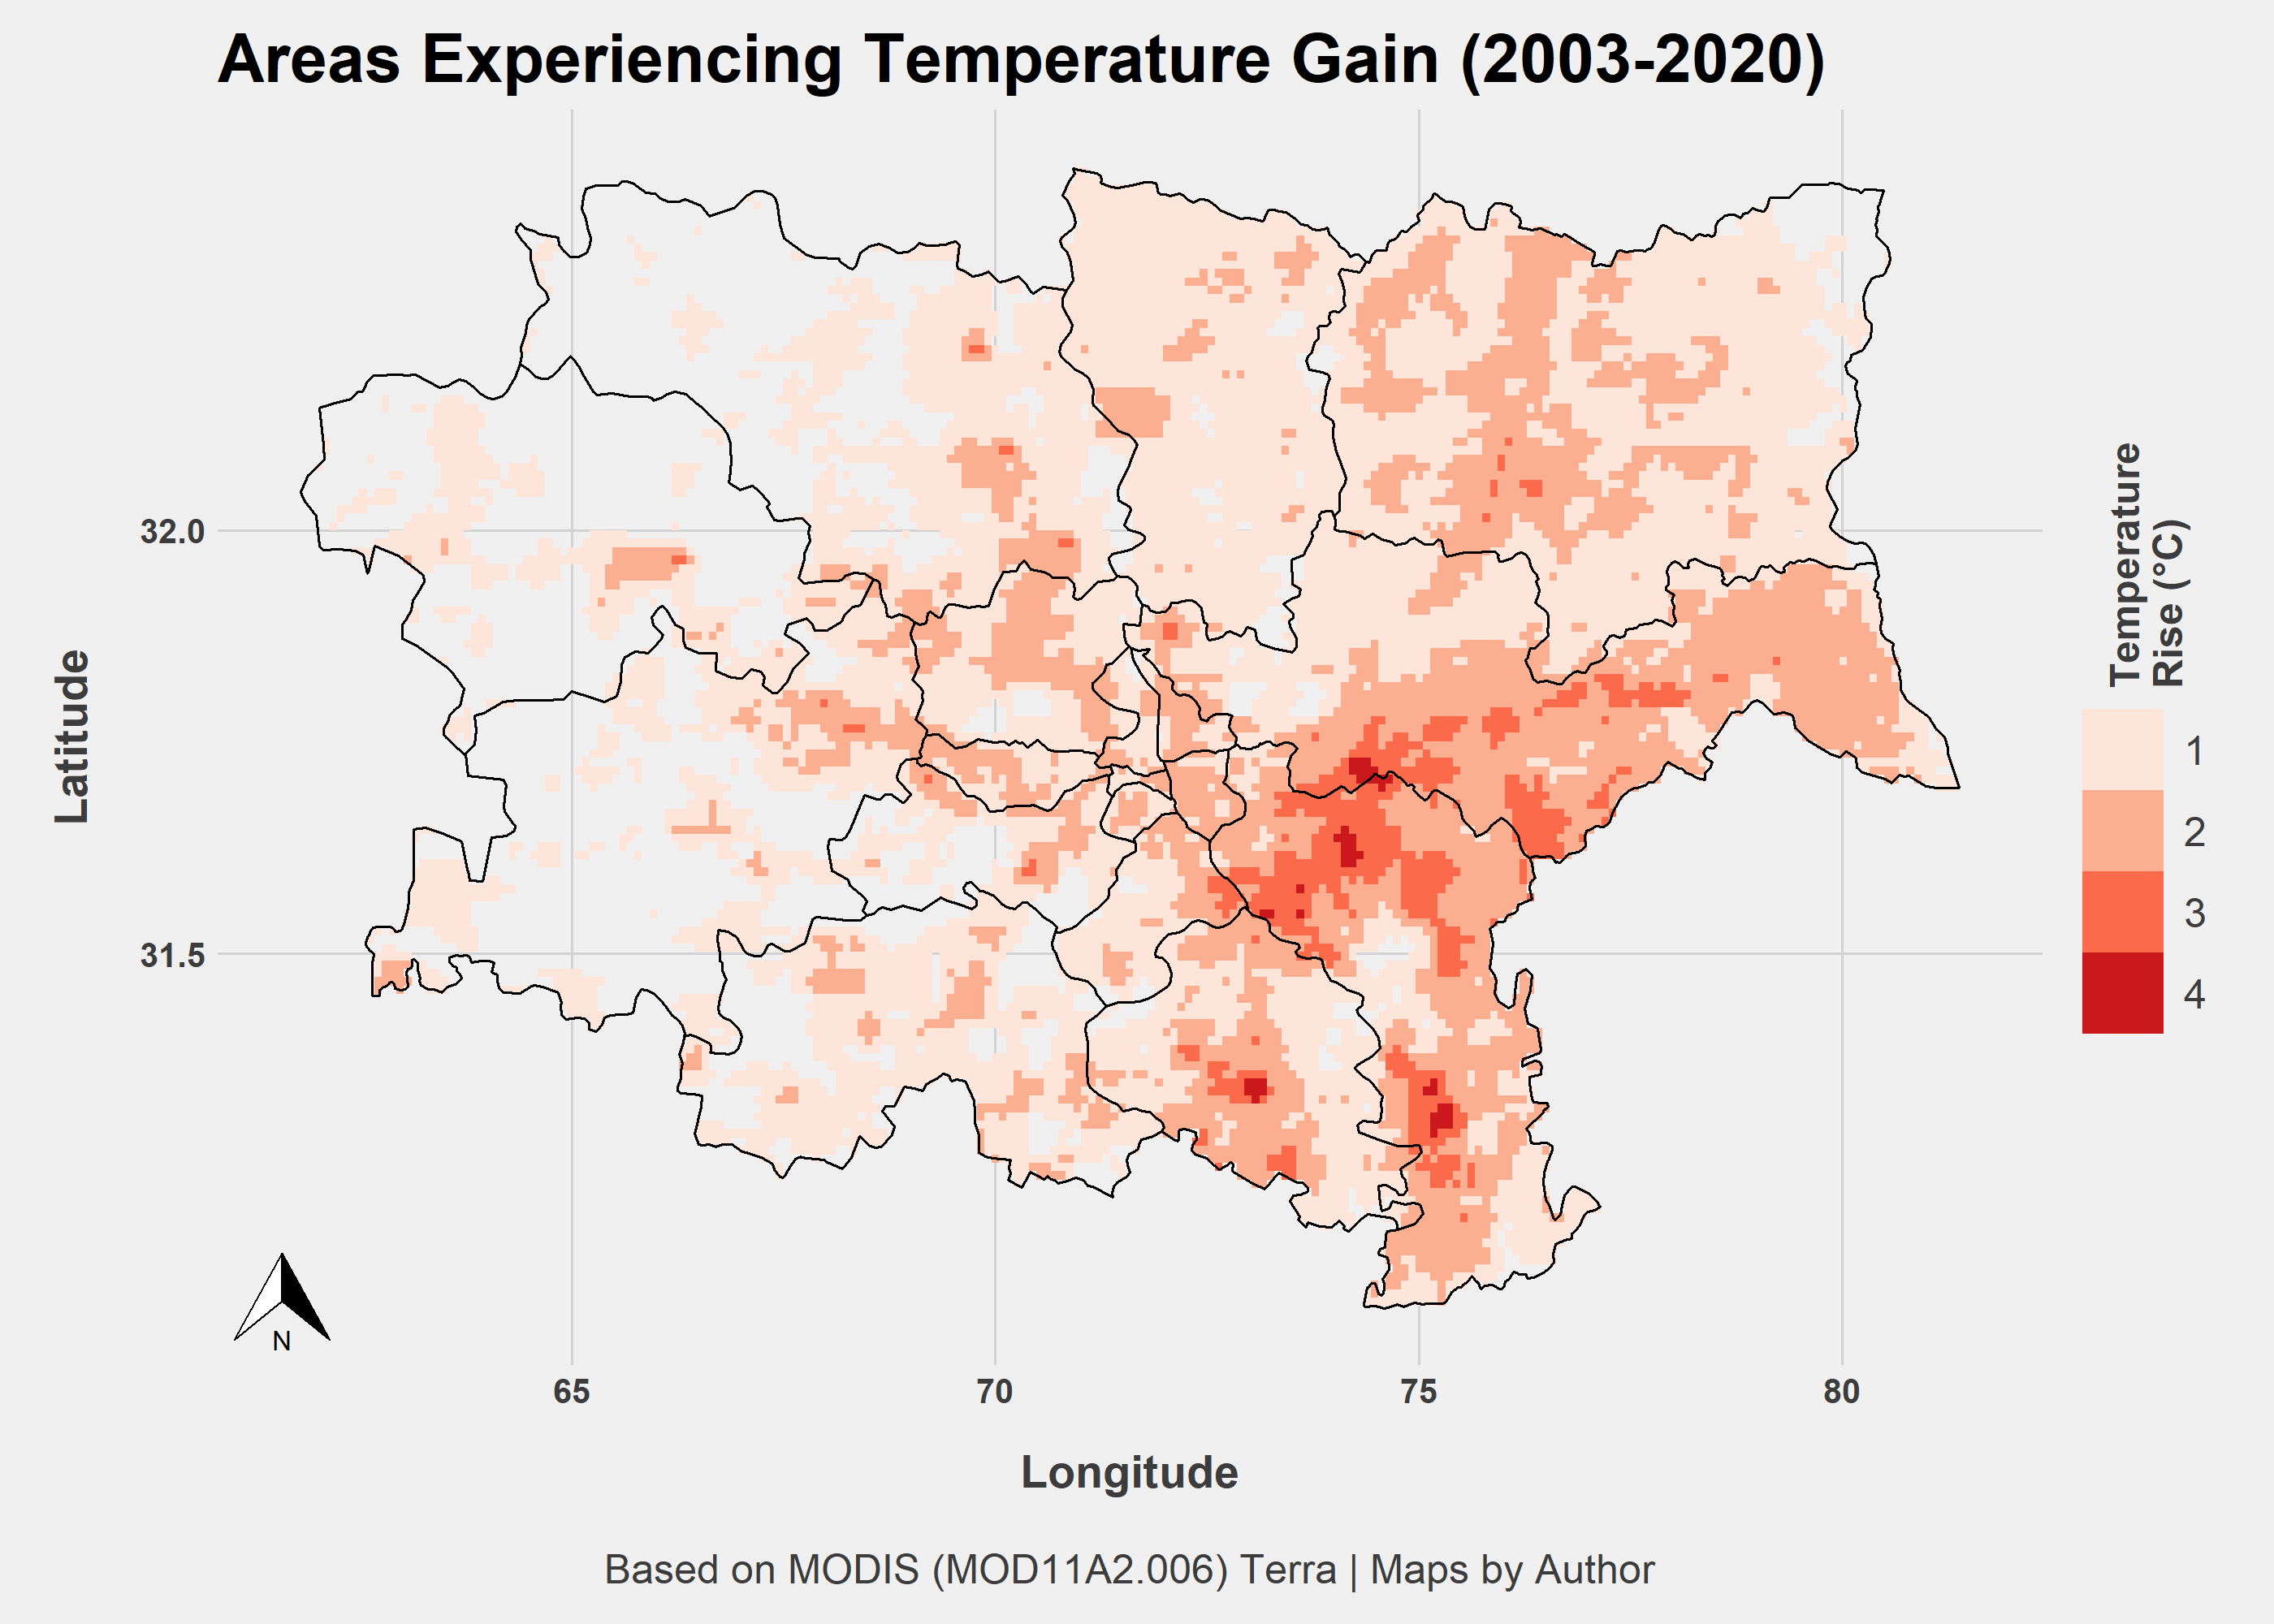 Areas Experiencing Temperature Gain (2003-2020)
32.0
31.5
Latitude
65
70
75
80
Longitude
Temperature
Rise (°C)
1
2
3
4
N
Based on MODIS (MOD11A2.006) Terra | Maps by Author